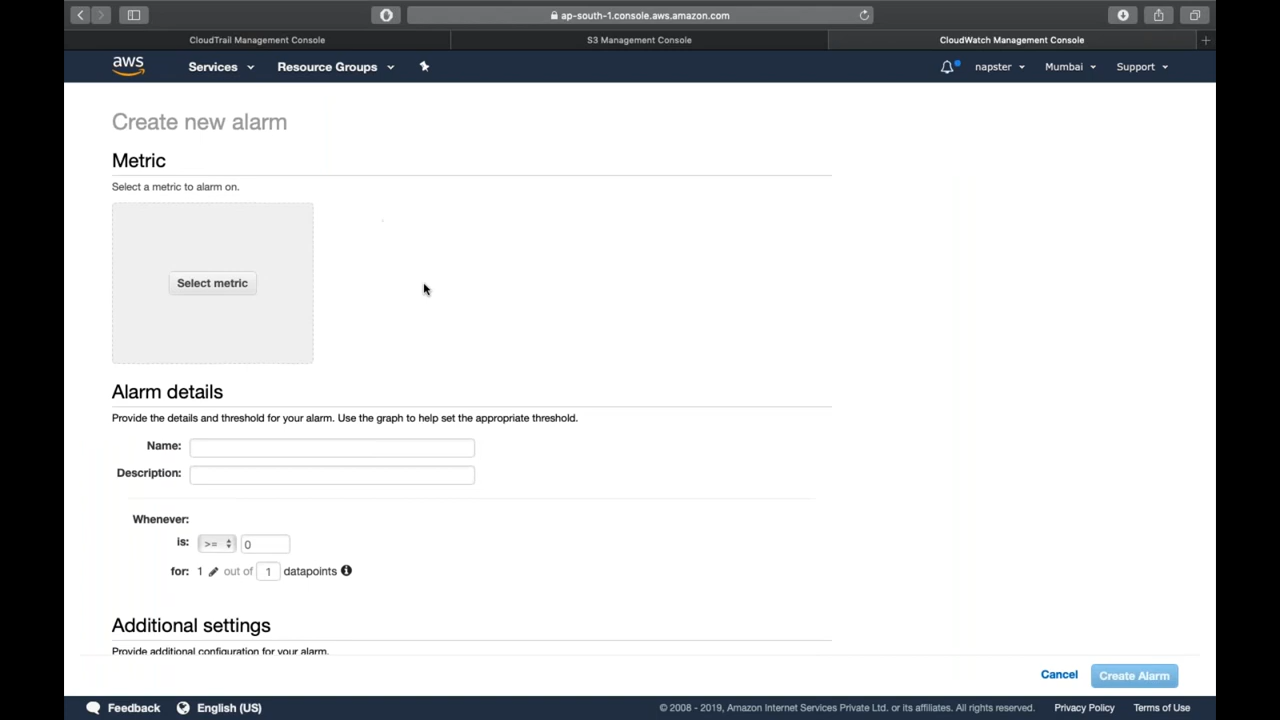 ap-south-1.console.aws.amazon.com
CloudTrail Management Console
S3 Management Console
CloudWatch Management Console
aws
Services
Resource Groups
napster
Mumbai
Support
Create new alarm
Metric
Select a metric to alarm on.
Select metric
Alarm details
Provide the details and threshold for your alarm. Use the graph to help set the appropriate threshold.
Name:
Description:
Whenever:
is: >= 0
for: 1 out of 1 datapoints
Additional settings
Provide additional configuration for your alarm.
Cancel
Create Alarm
Feedback
English (US)
© 2008 - 2019, Amazon Internet Services Private Ltd. or its affiliates. All rights reserved.
Privacy Policy
Terms of Use